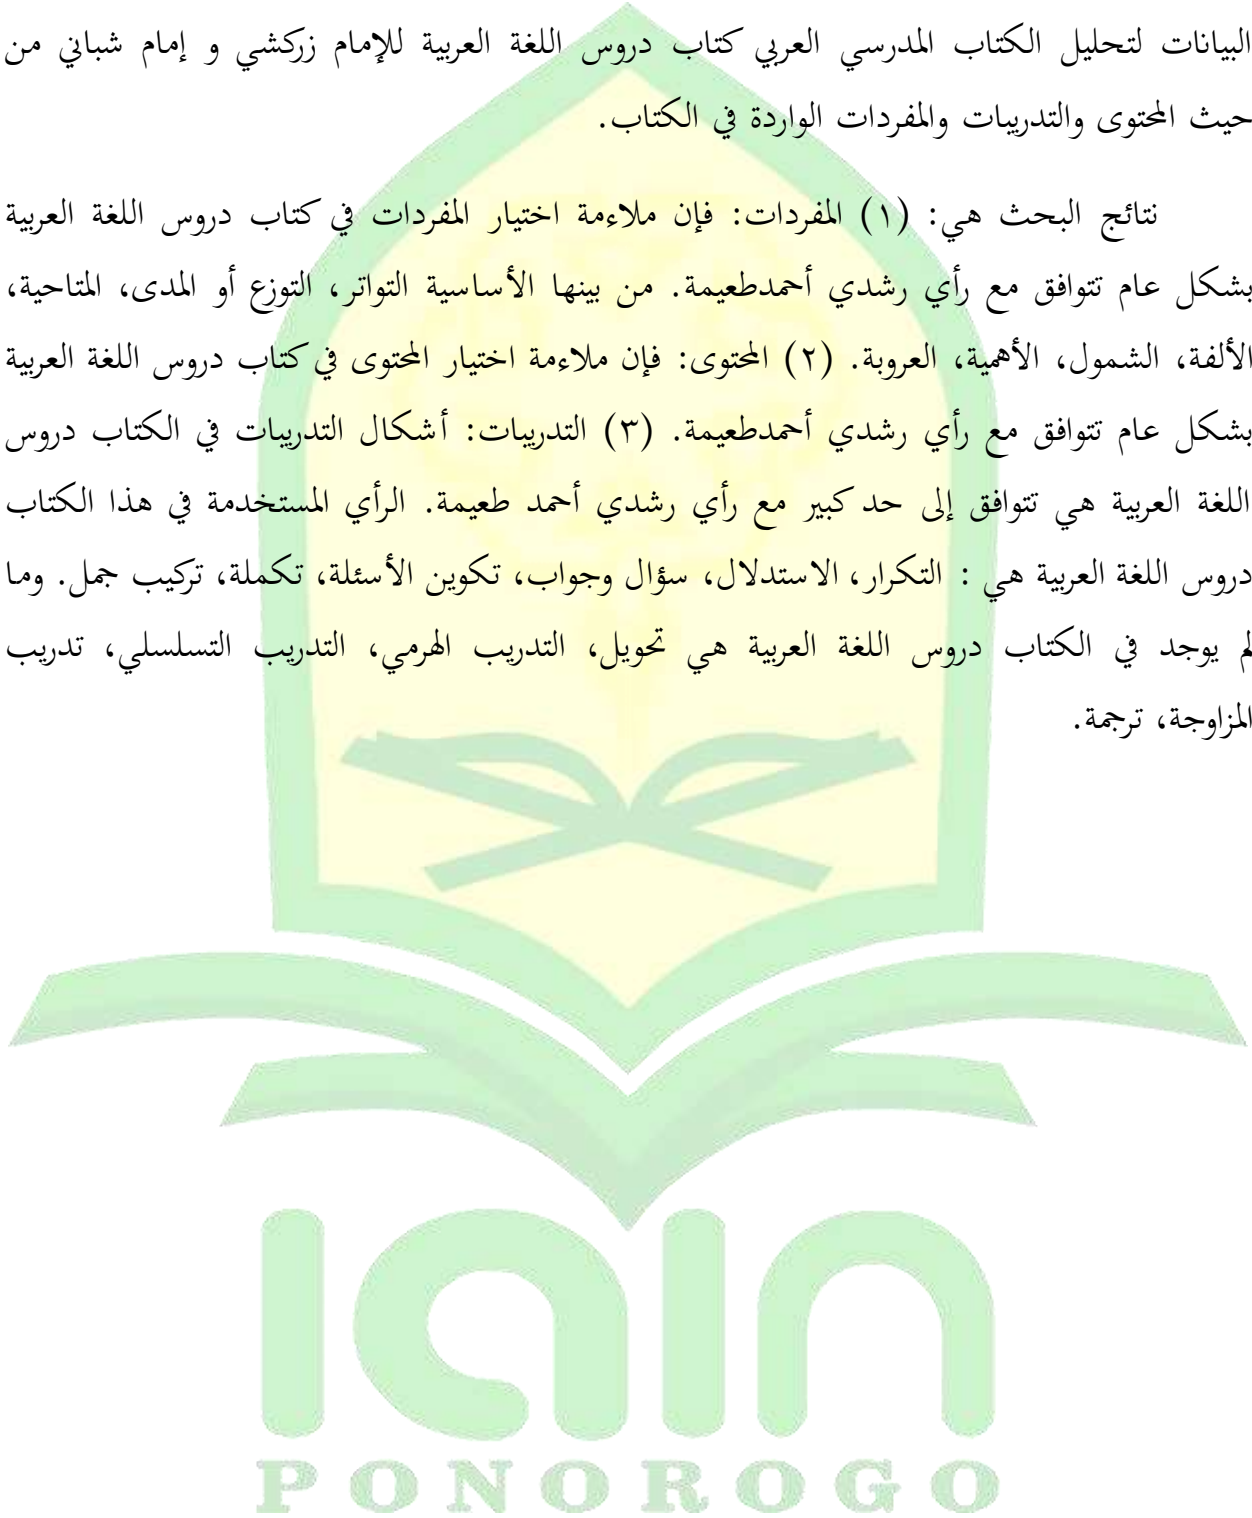 البيانات لتحليل الكتاب المدرسي العربي كتاب دروس اللغة العربية للإمام زركشي و إمام شباني من
حيث المحتوى والتدريبات والمفردات الواردة في الكتاب.
نتائج البحث هي: (١) المفردات: فإن ملاءمة اختيار المفردات في كتاب دروس اللغة العربية
بشكل عام تتوافق مع رأي رشدي أحمدطعيمة. من بينها الأساسية التواتر، التوزع أو المدى، المتاحية،
الألفة، الشمول، الأهمية، العروبة. (٢) المحتوى: فإن ملاءمة اختيار المحتوى في كتاب دروس اللغة العربية
بشكل عام تتوافق مع رأي رشدي أحمدطعيمة. (٣) التدريبات: أشكال التدريبات في الكتاب دروس
اللغة العربية هي تتوافق إلى حد كبير مع رأي رشدي أحمد طعيمة. الرأي المستخدمة في هذا الكتاب
دروس اللغة العربية هي : التكرار، الاستدلال، سؤال وجواب، تكوين الأسئلة، تكملة، تركيب جمل. وما
لم يوجد في الكتاب دروس اللغة العربية هي تحويل، التدريب الهرمي، التدريب التسلسلي، تدريب
المزاوجة، ترجمة.
iain
PONOROGO